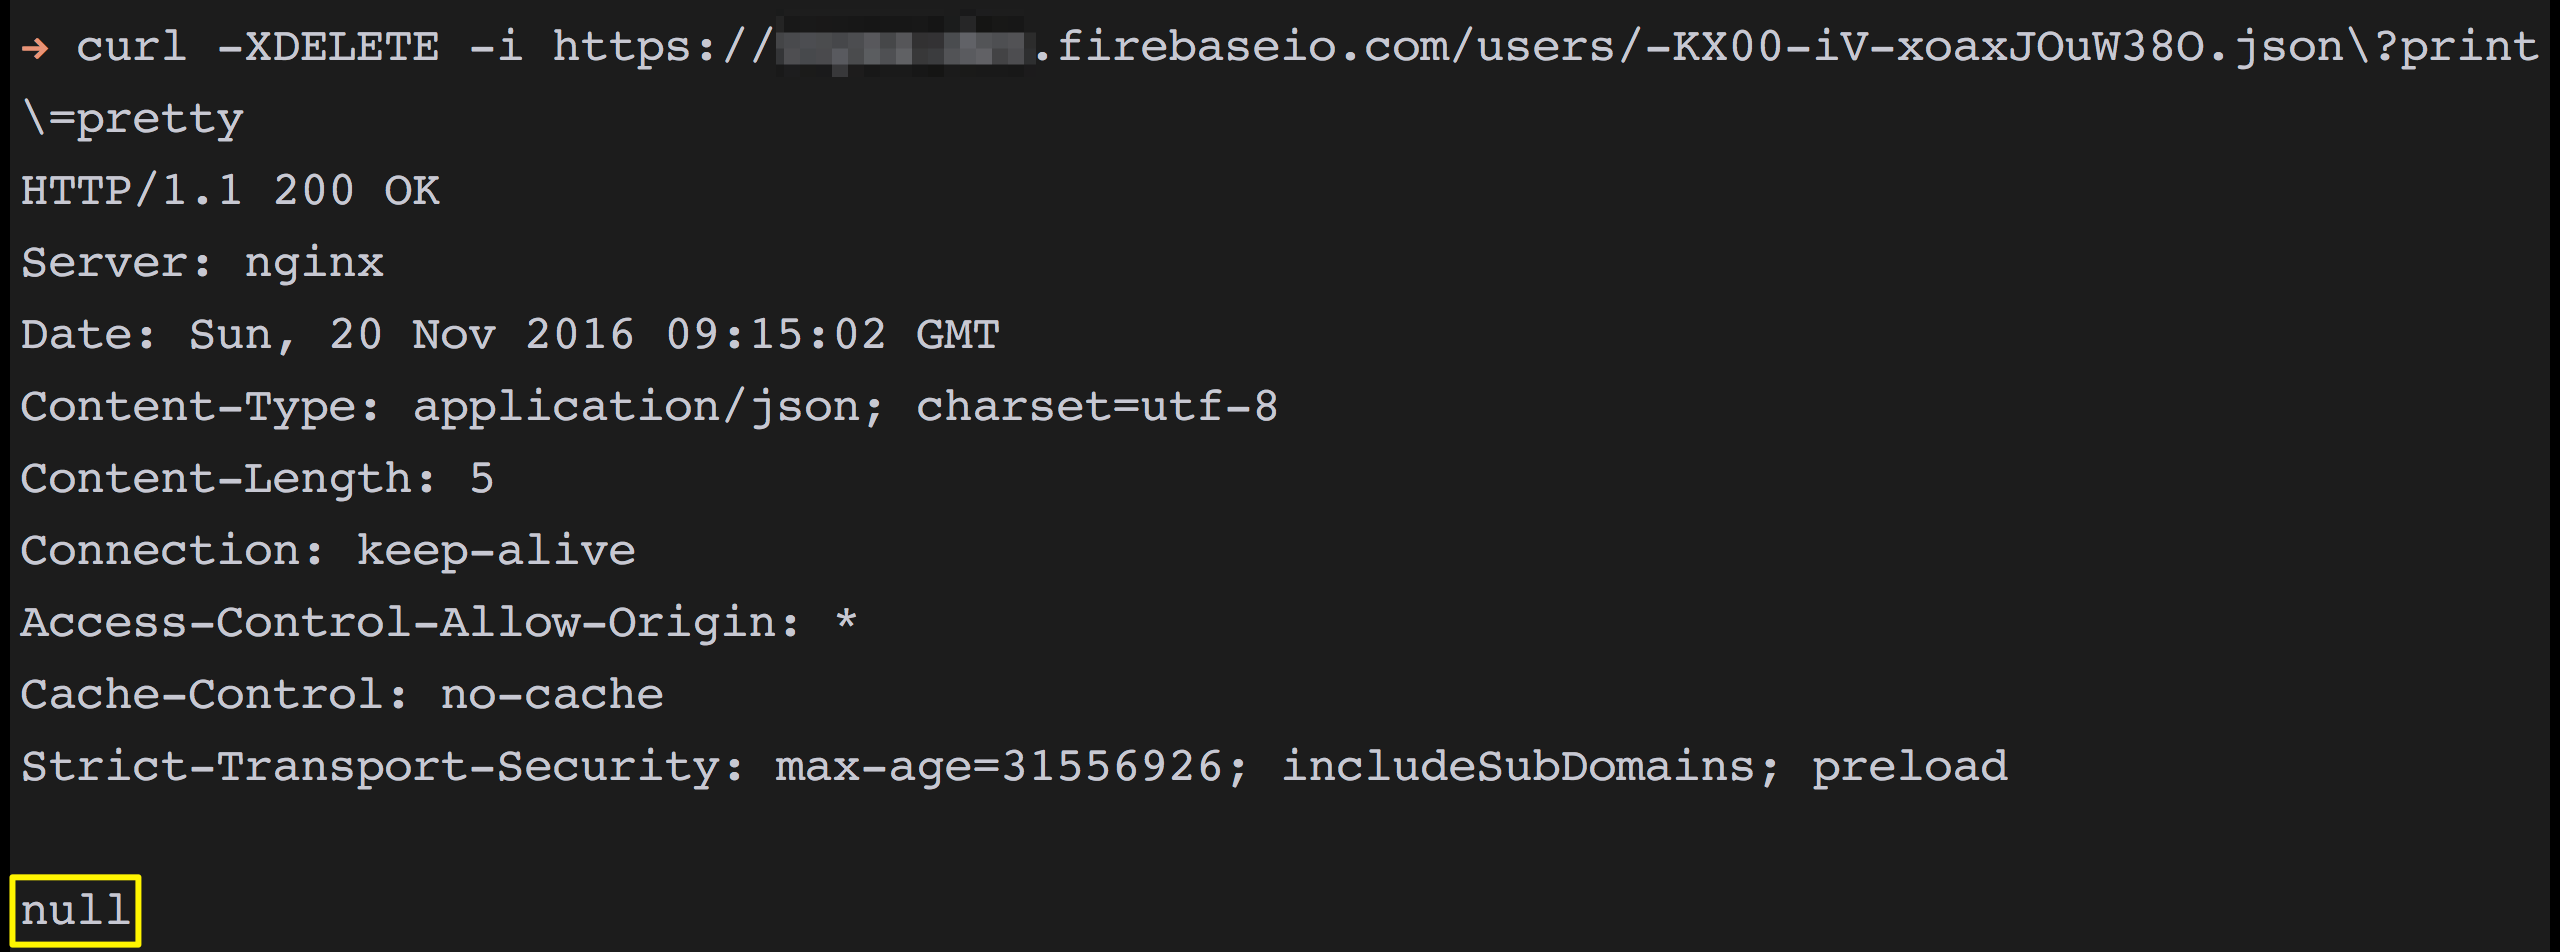 → curl -XDELETE -i https://.firebaseio.com/users/-KX00-iV-xoaxJOuW38O.json\?print
\=pretty
HTTP/1.1 200 OK
Server: nginx
Date: Sun, 20 Nov 2016 09:15:02 GMT
Content-Type: application/json; charset=utf-8
Content-Length: 5
Connection: keep-alive
Access-Control-Allow-Origin: *
Cache-Control: no-cache
Strict-Transport-Security: max-age=31556926; includeSubDomains; preload
null